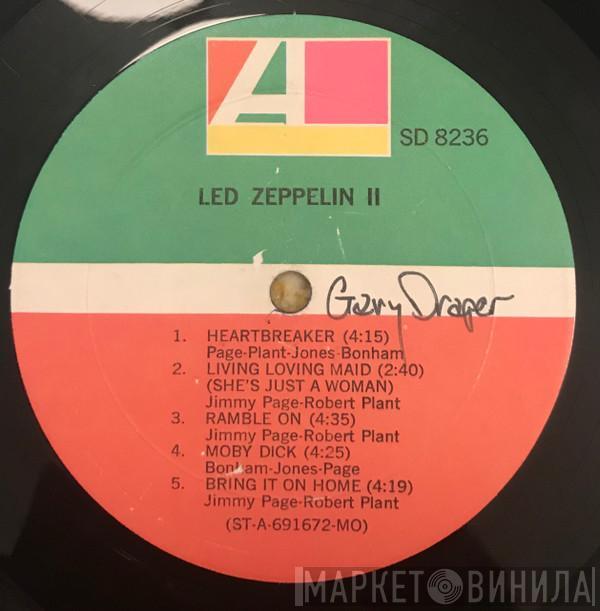 A
SD 8236
LED ZEPPELIN II
Gary Draper
1. HEARTBREAKER (4:15)
Page-Plant-Jones-Bonham
2. LIVING LOVING MAID (2:40)
(SHE'S JUST A WOMAN)
Jimmy Page-Robert Plant
3. RAMBLE ON (4:35)
Jimmy Page-Robert Plant
4. MOBY DICK (4:25)
Bonham-Jones-Page
5. BRING IT ON HOME (4:19)
Jimmy Page-Robert Plant
(ST-A-691672-MO)
МАРКЕТ ВИНИЛА